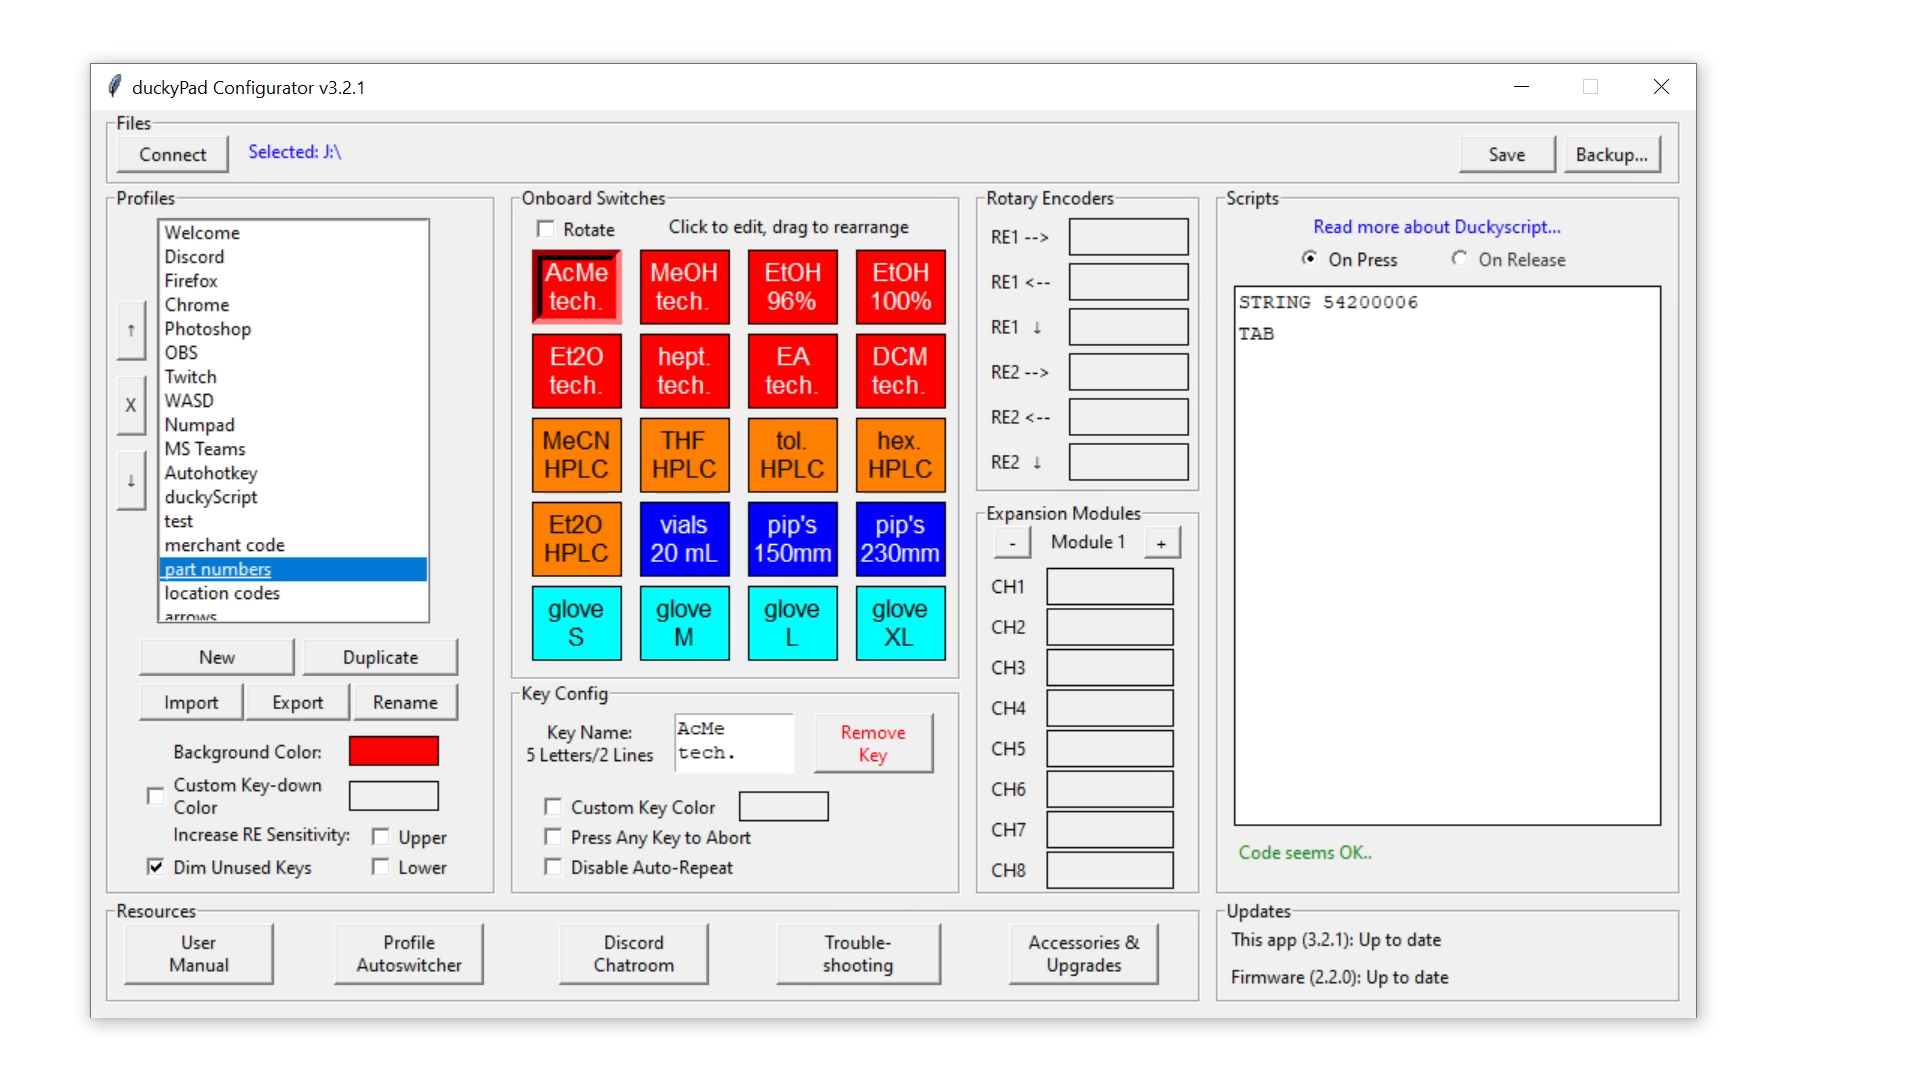 duckyPad Configurator v3.2.1
Files
Connect
Selected: J:\
Save
Backup...
Profiles
Welcome
Discord
Firefox
Chrome
Photoshop
OBS
Twitch
WASD
Numpad
MS Teams
Autohotkey
duckyScript
test
merchant code
part numbers
location codes
arrows
↑
X
↓
New
Duplicate
Import
Export
Rename
Background Color:
Custom Key-down
Color
Increase RE Sensitivity:
Upper
Dim Unused Keys
Lower
Onboard Switches
Rotate
Click to edit, drag to rearrange
AcMe
tech.
MeOH
tech.
EtOH
96%
EtOH
100%
Et2O
tech.
hept.
tech.
EA
tech.
DCM
tech.
MeCN
HPLC
THF
HPLC
tol.
HPLC
hex.
HPLC
Et2O
HPLC
vials
20 mL
pip's
150mm
pip's
230mm
glove
S
glove
M
glove
L
glove
XL
Key Config
Key Name:
5 Letters/2 Lines
AcMe
tech.
Remove
Key
Custom Key Color
Press Any Key to Abort
Disable Auto-Repeat
Rotary Encoders
RE1 -->
RE1 <--
RE1 ↓
RE2 -->
RE2 <--
RE2 ↓
Expansion Modules
-
Module 1
+
CH1
CH2
CH3
CH4
CH5
CH6
CH7
CH8
Scripts
Read more about Duckyscript...
On Press
On Release
STRING 54200006
TAB
Code seems OK..
Resources
User
Manual
Profile
Autoswitcher
Discord
Chatroom
Trouble-
shooting
Accessories &
Upgrades
Updates
This app (3.2.1): Up to date
Firmware (2.2.0): Up to date